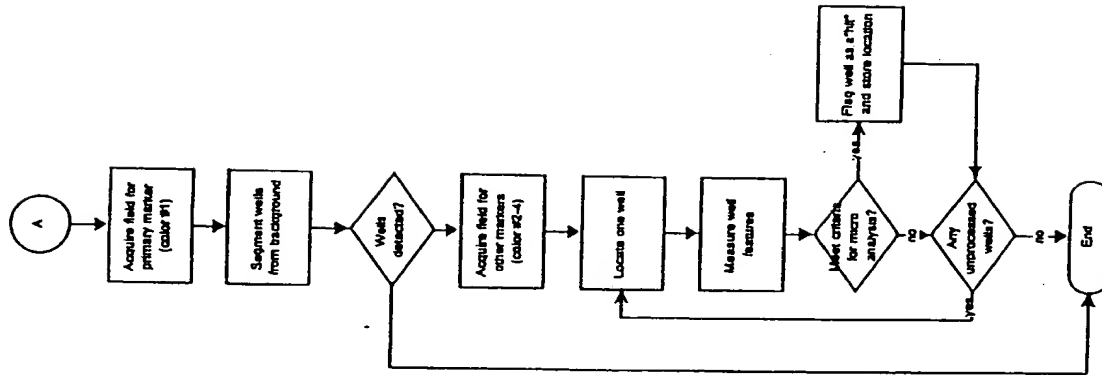 A
Acquire field for
primary marker
(color #1)
Segment wells
from background
Wells
detected?
Acquire field for
other markers
(color #2-4)
Locate one well
Measure well
features
Meet criteria
for micro
analysis?
yes
Flag well as a "hit"
and store location
no
Any
unprocessed
wells?
yes
no
End